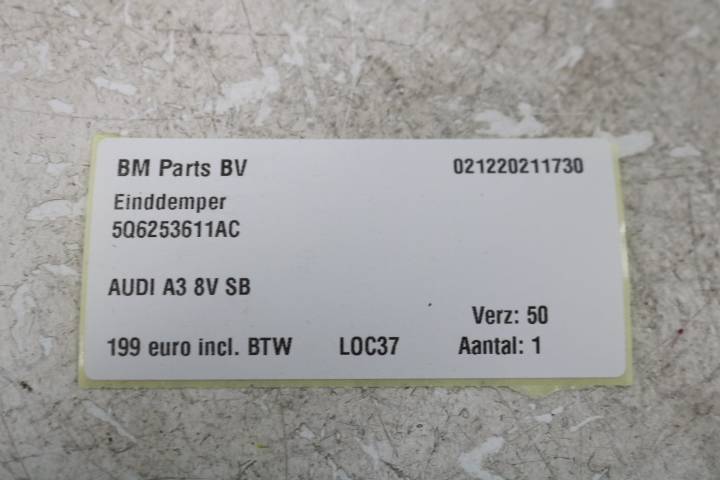 BM Parts BV 021220211730
Einddemper
5Q6253611AC
AUDI A3 8V SB
Verz: 50
199 euro incl. BTW LOC37 Aantal: 1